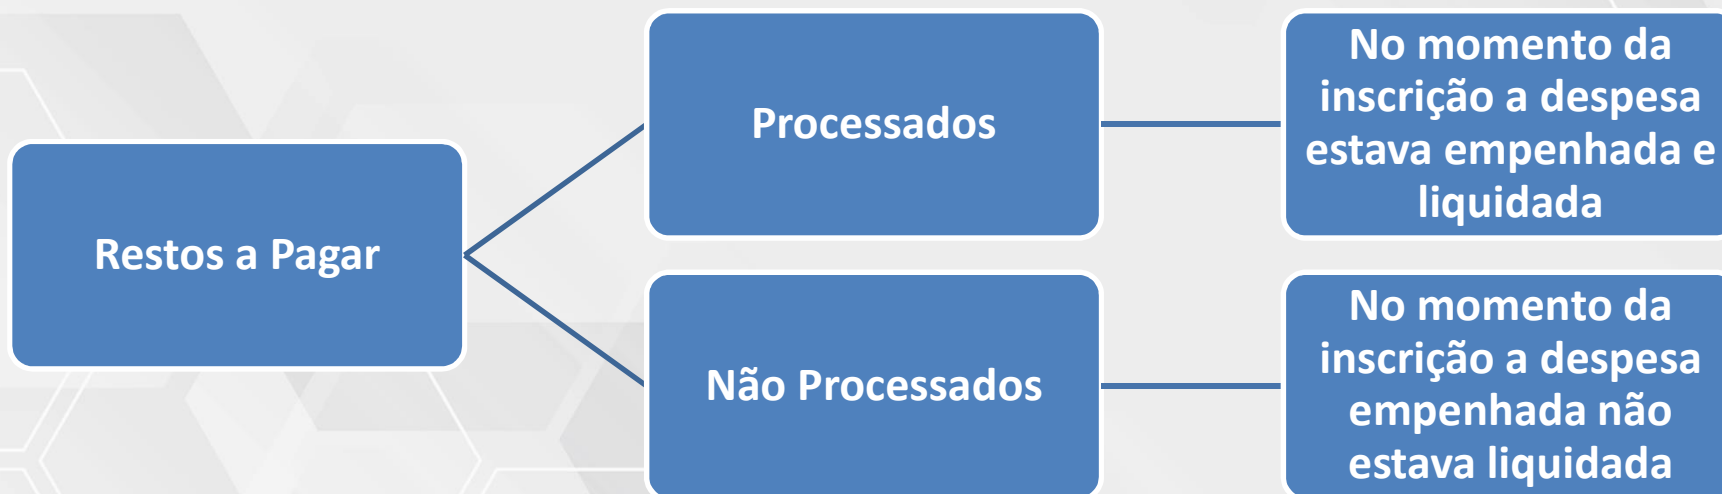 Restos a Pagar
Processados
No momento da
inscrição a despesa
estava empenhada e
liquidada
Não Processados
No momento da
inscrição a despesa
empenhada não
estava liquidada